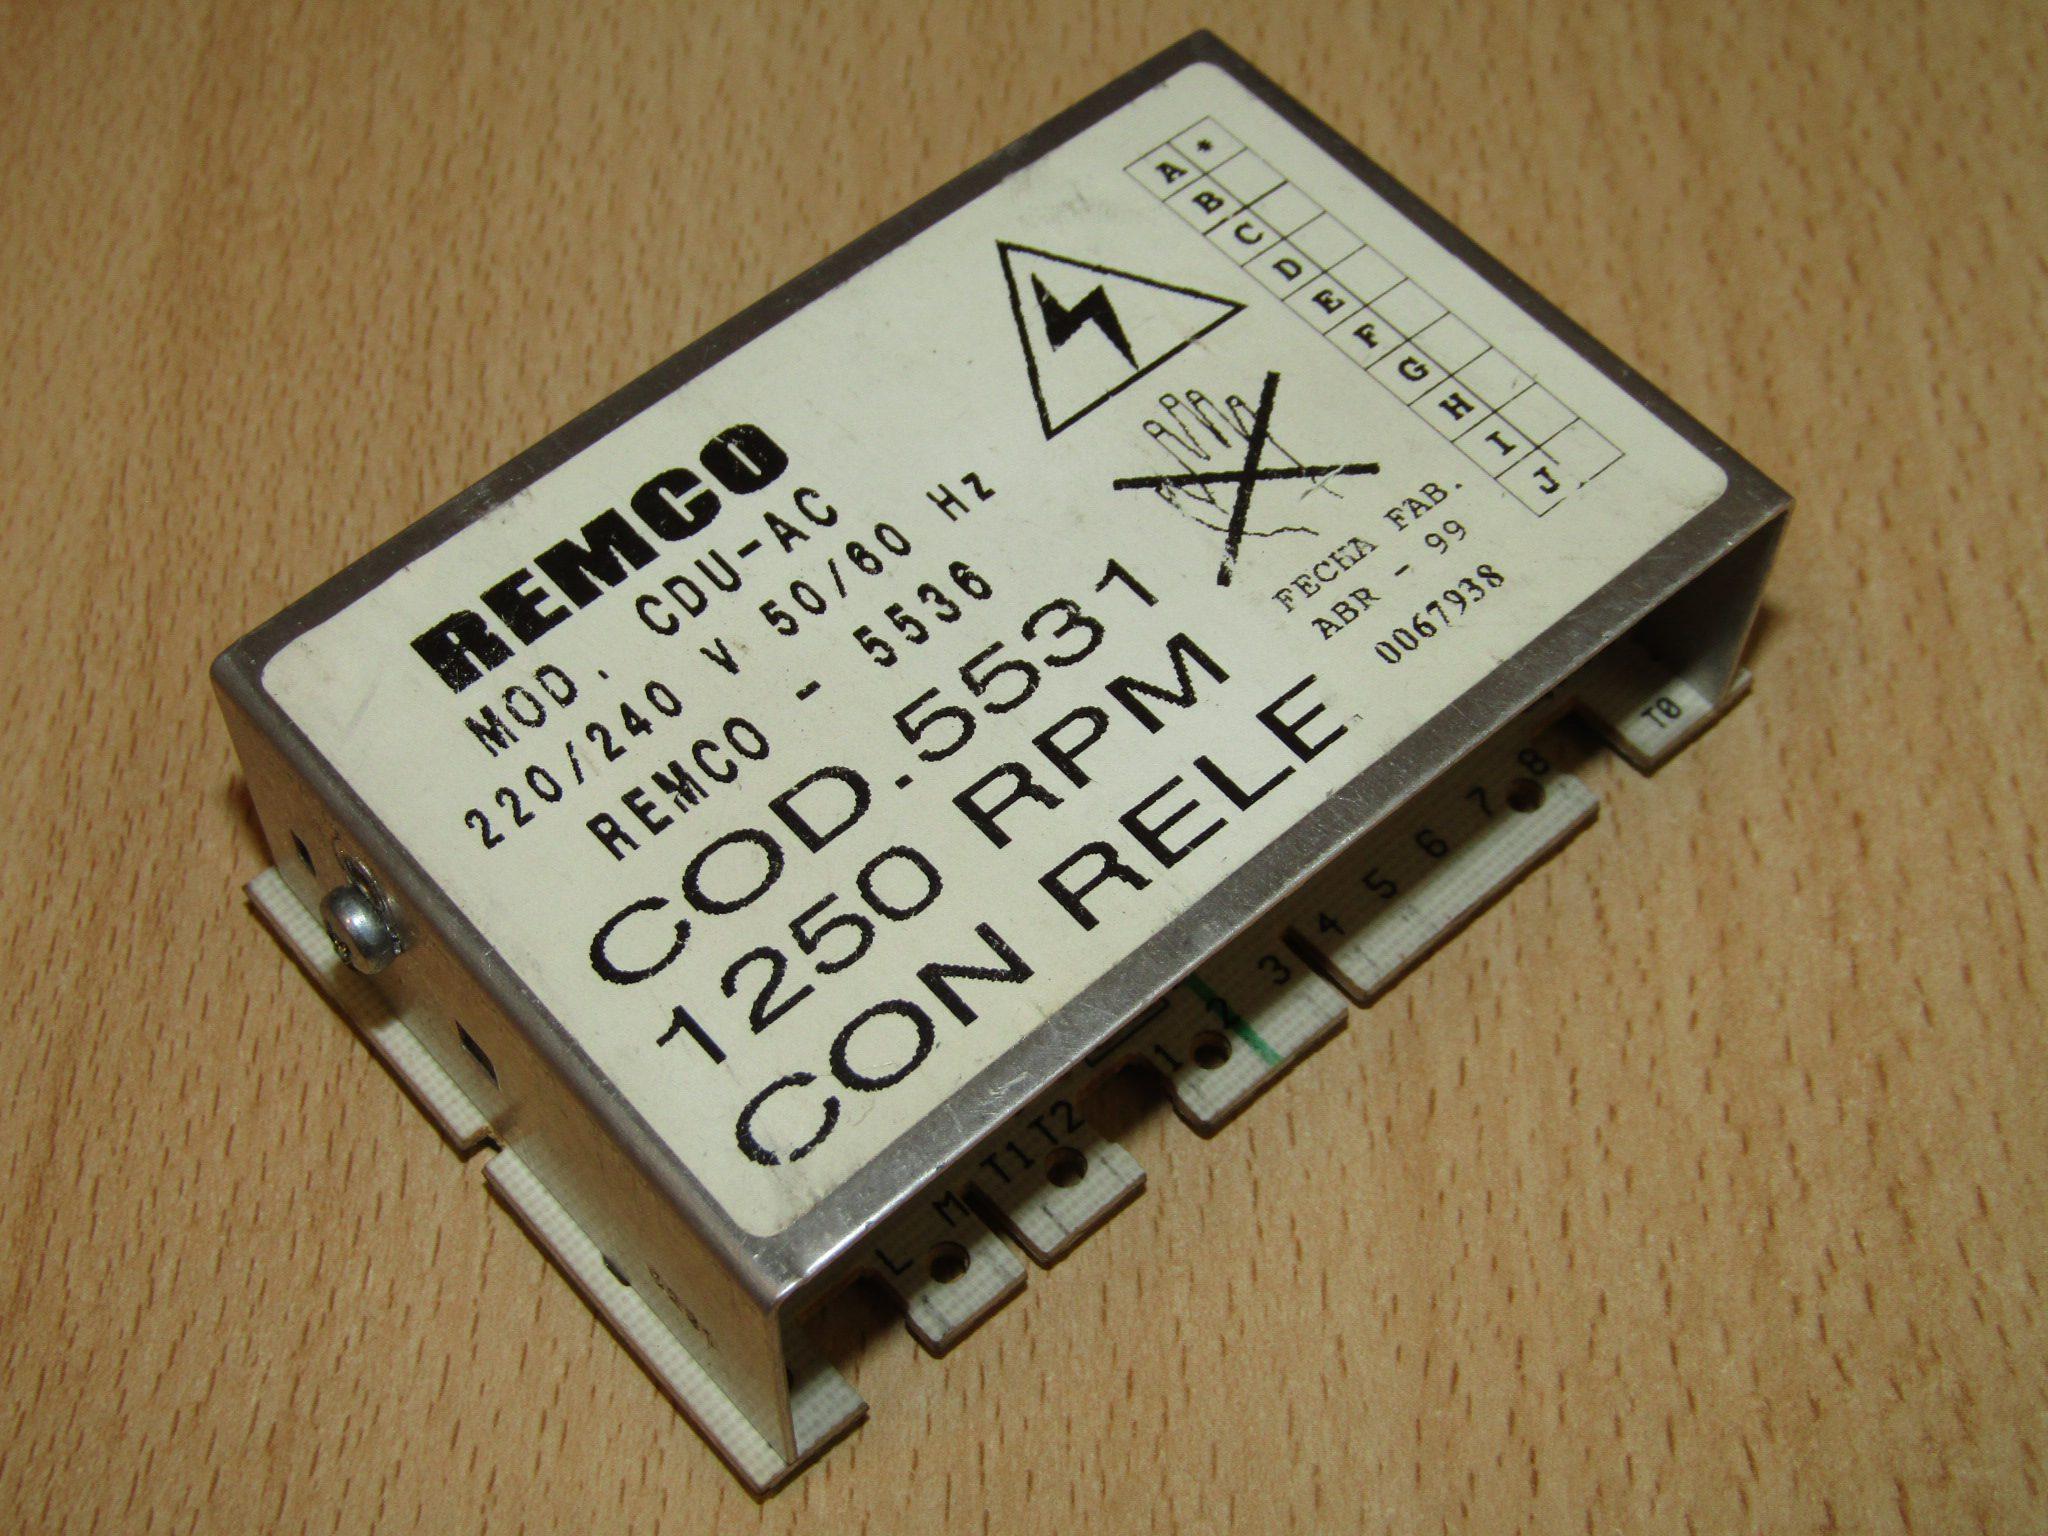 REMCO
MOD. CDU-AC
220/240 V 50/60 Hz
REMCO - 5536
COD.5531
1250 RPM
CON RELE
*
A B C D E F G H I J
FECHA FAB.
ABR - 99
0067938
L M T1 T2 1 2 3 4 5 6 7 8 T0